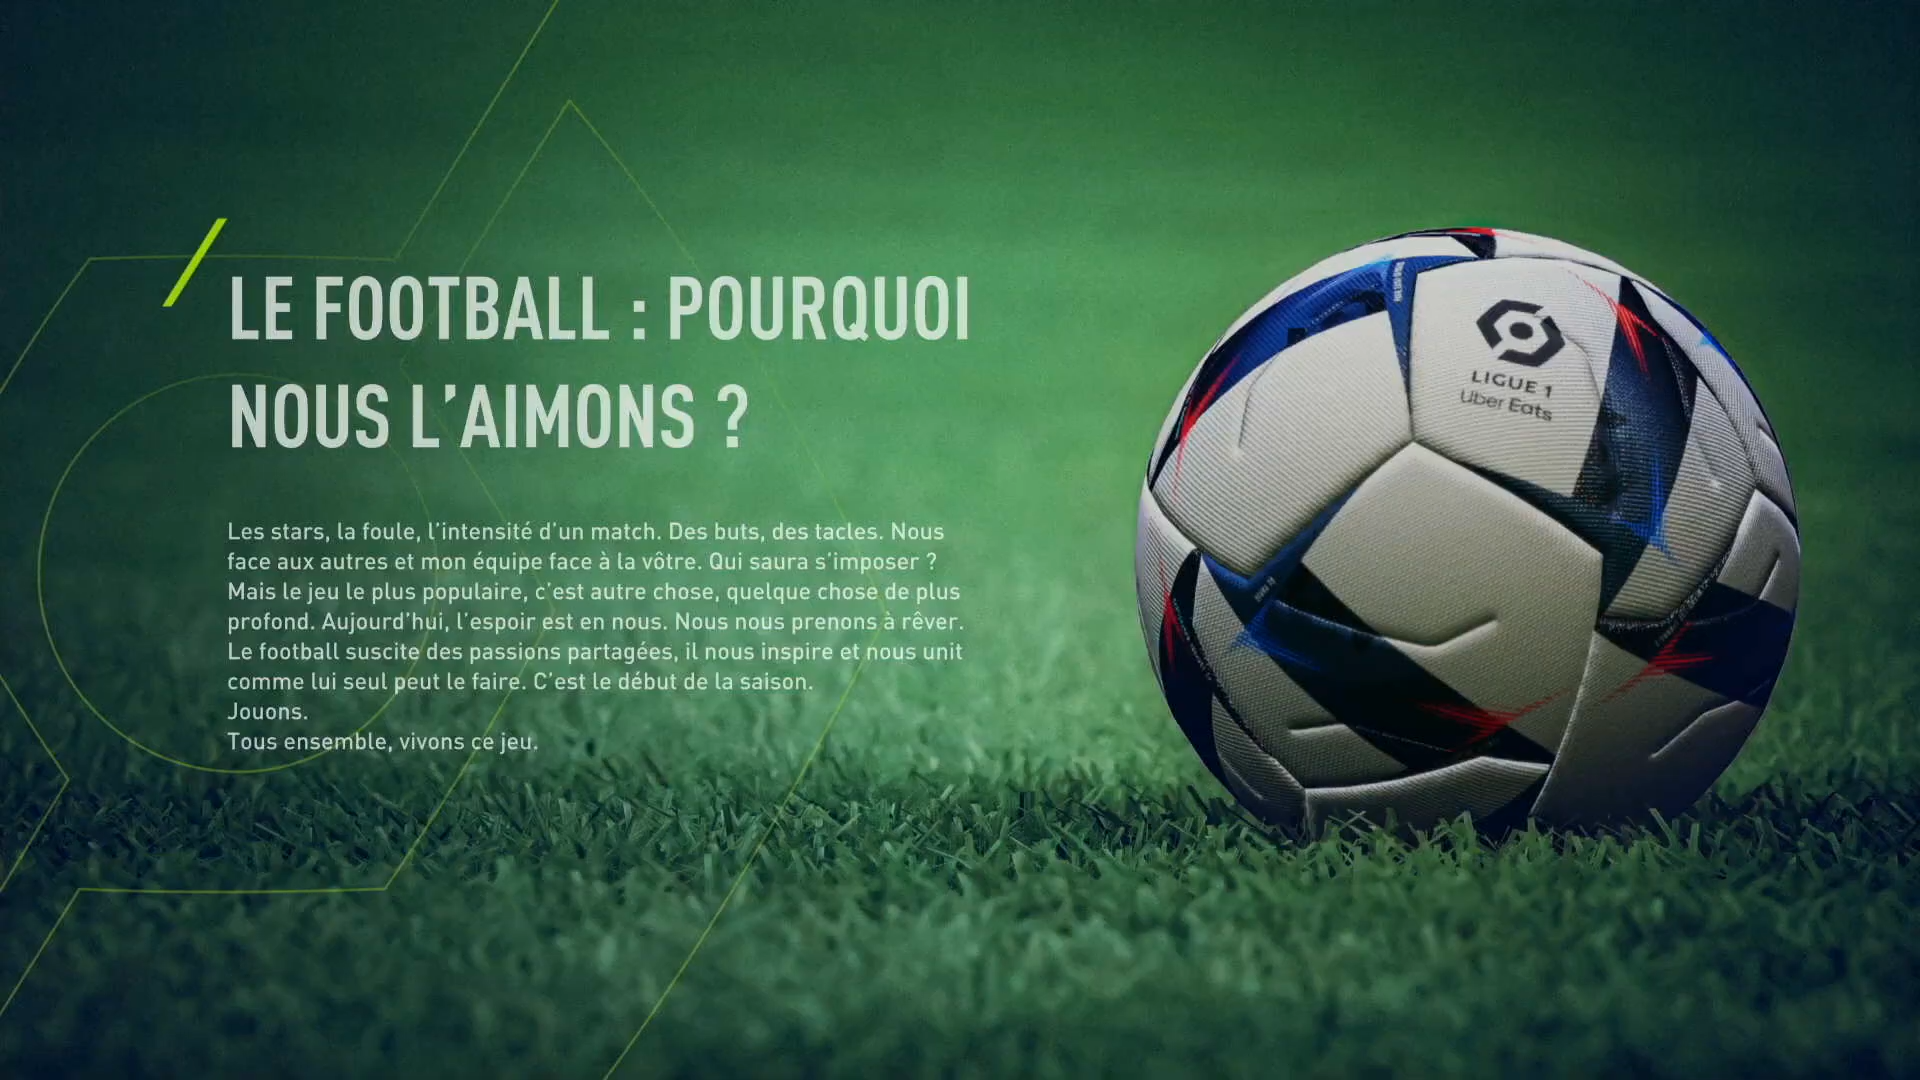 LE FOOTBALL : POURQUOI
NOUS L’AIMONS ?
Les stars, la foule, l’intensité d’un match. Des buts, des tacles. Nous
face aux autres et mon équipe face à la vôtre. Qui saura s’imposer ?
Mais le jeu le plus populaire, c’est autre chose, quelque chose de plus
profond. Aujourd’hui, l’espoir est en nous. Nous nous prenons à rêver.
Le football suscite des passions partagées, il nous inspire et nous unit
comme lui seul peut le faire. C’est le début de la saison.
Jouons.
Tous ensemble, vivons ce jeu.
LIGUE 1
Uber Eats